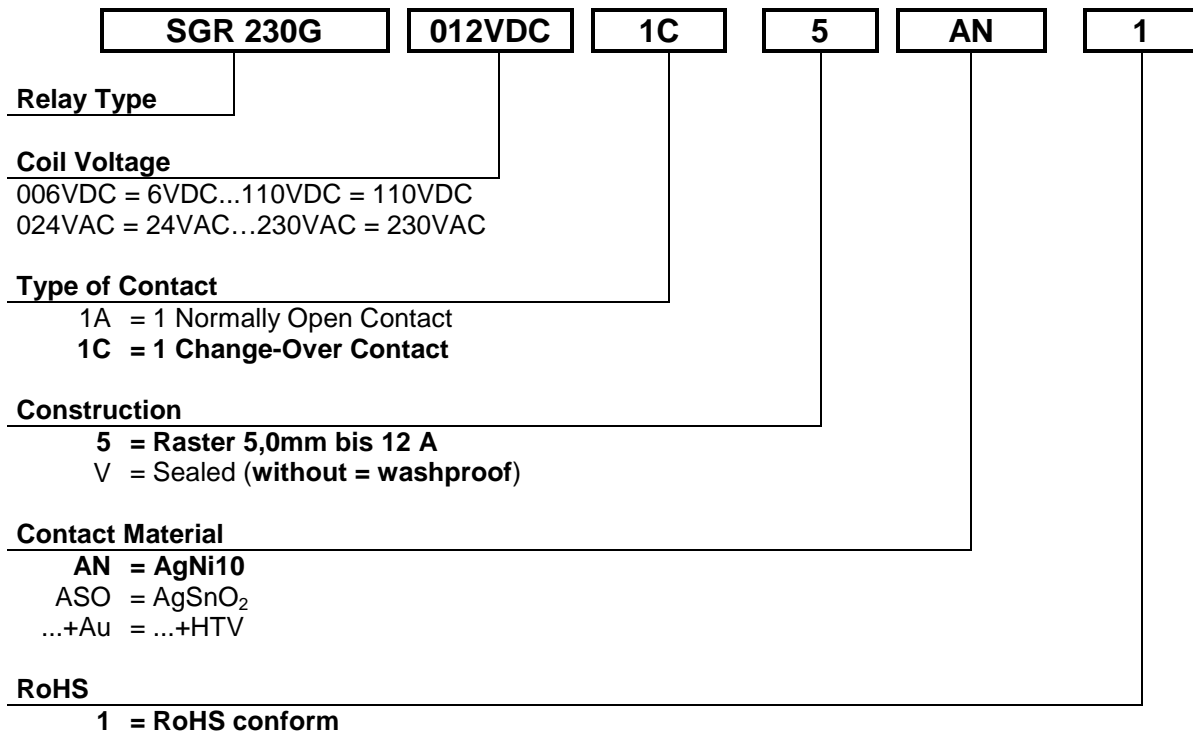 SGR 230G 012VDC 1C 5 AN 1
Relay Type
Coil Voltage
006VDC = 6VDC...110VDC = 110VDC
024VAC = 24VAC…230VAC = 230VAC
Type of Contact
1A = 1 Normally Open Contact
1C = 1 Change-Over Contact
Construction
5 = Raster 5,0mm bis 12 A
V = Sealed (without = washproof)
Contact Material
AN = AgNi10
ASO = AgSnO₂
...+Au = ...+HTV
RoHS
1 = RoHS conform